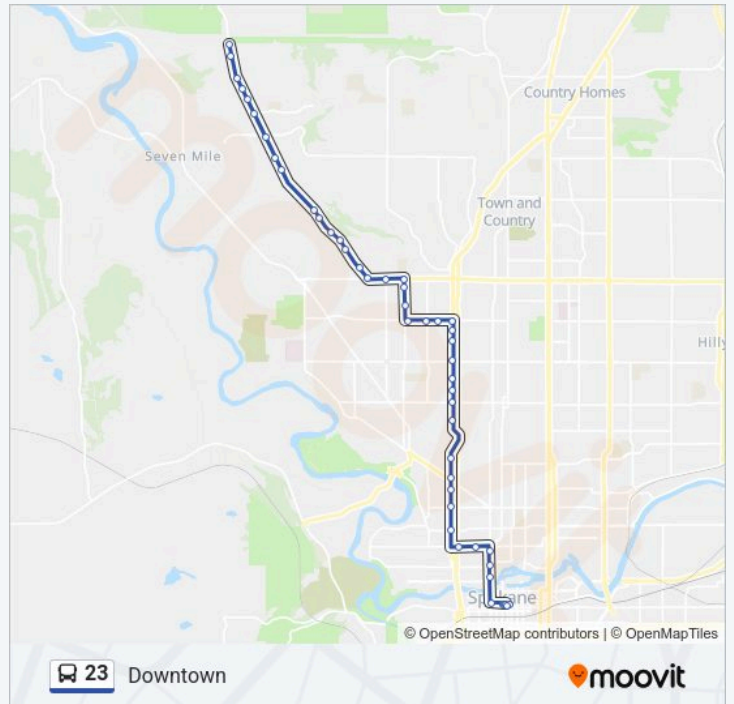 Country Homes
Seven Mile
Town and
Country
Hilly
Spokane
© OpenStreetMap contributors | © OpenMapTiles
23 Downtown
moovit